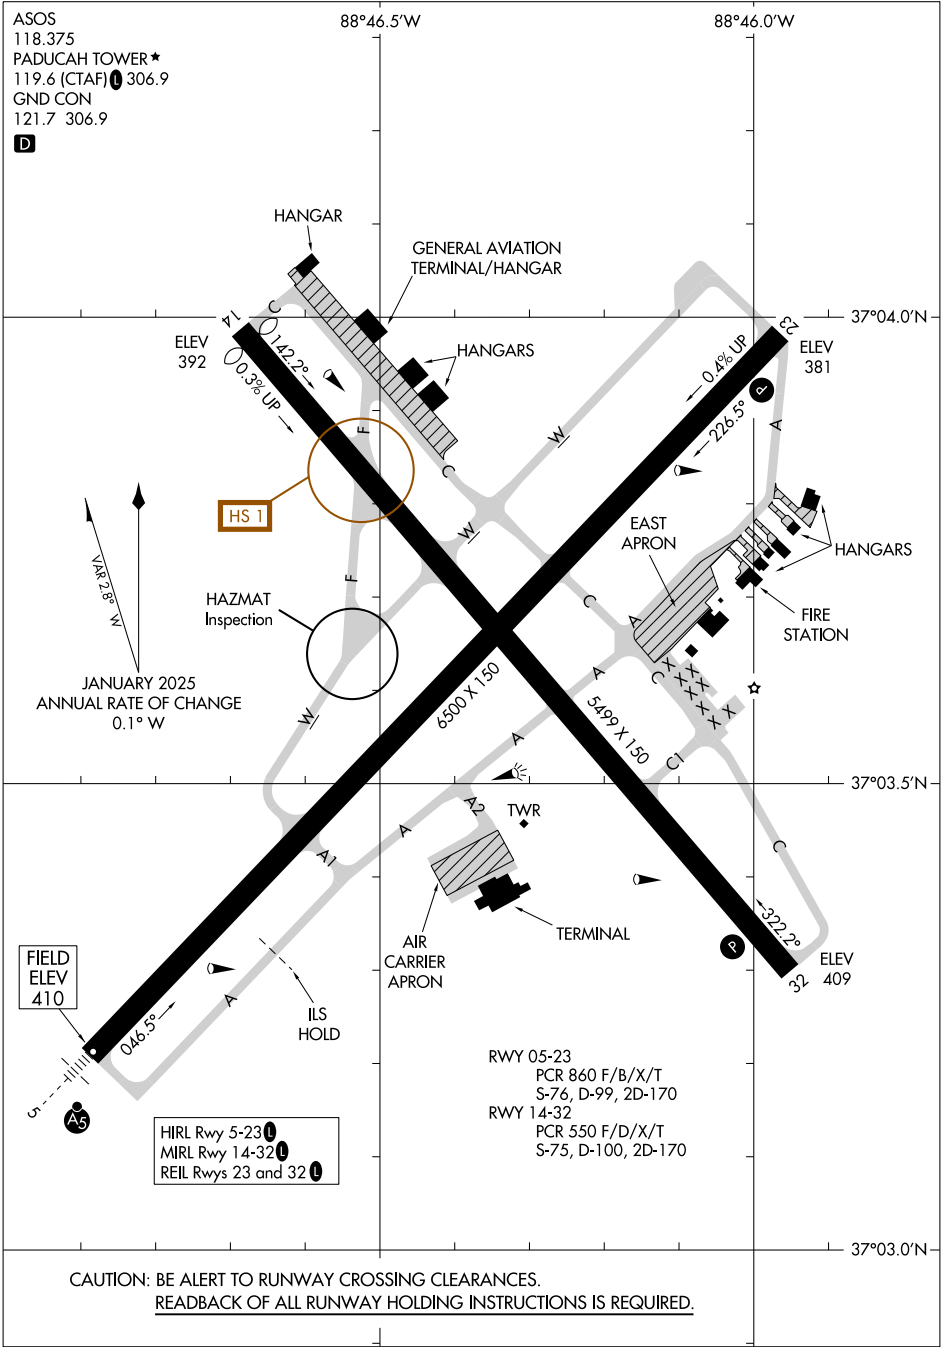 ASOS
118.375
PADUCAH TOWER★
119.6 (CTAF) L 306.9
GND CON
121.7 306.9
D
88°46.5'W
88°46.0'W
HANGAR
GENERAL AVIATION
TERMINAL/HANGAR
C
14
23
37°04.0'N
ELEV
392
142.2°
0.3% UP
HANGARS
0.4% UP
ELEV
381
P
226.5°
F
W
A
C
HS 1
W
EAST
APRON
HANGARS
VAR 2.8° W
F
HAZMAT
Inspection
C
A
FIRE
STATION
JANUARY 2025
ANNUAL RATE OF CHANGE
0.1° W
A
C
X X
X X
X X
X X
X X
6500 X 150
5499 X 150
W
A
C1
37°03.5'N
A2
TWR
A
A1
C
TERMINAL
322.2°
AIR
CARRIER
APRON
P
ELEV
409
32
FIELD
ELEV
410
A
ILS
HOLD
046.5°
5
A5
RWY 05-23
PCR 860 F/B/X/T
S-76, D-99, 2D-170
RWY 14-32
PCR 550 F/D/X/T
S-75, D-100, 2D-170
HIRL Rwy 5-23 L
MIRL Rwy 14-32 L
REIL Rwys 23 and 32 L
37°03.0'N
CAUTION: BE ALERT TO RUNWAY CROSSING CLEARANCES.
READBACK OF ALL RUNWAY HOLDING INSTRUCTIONS IS REQUIRED.